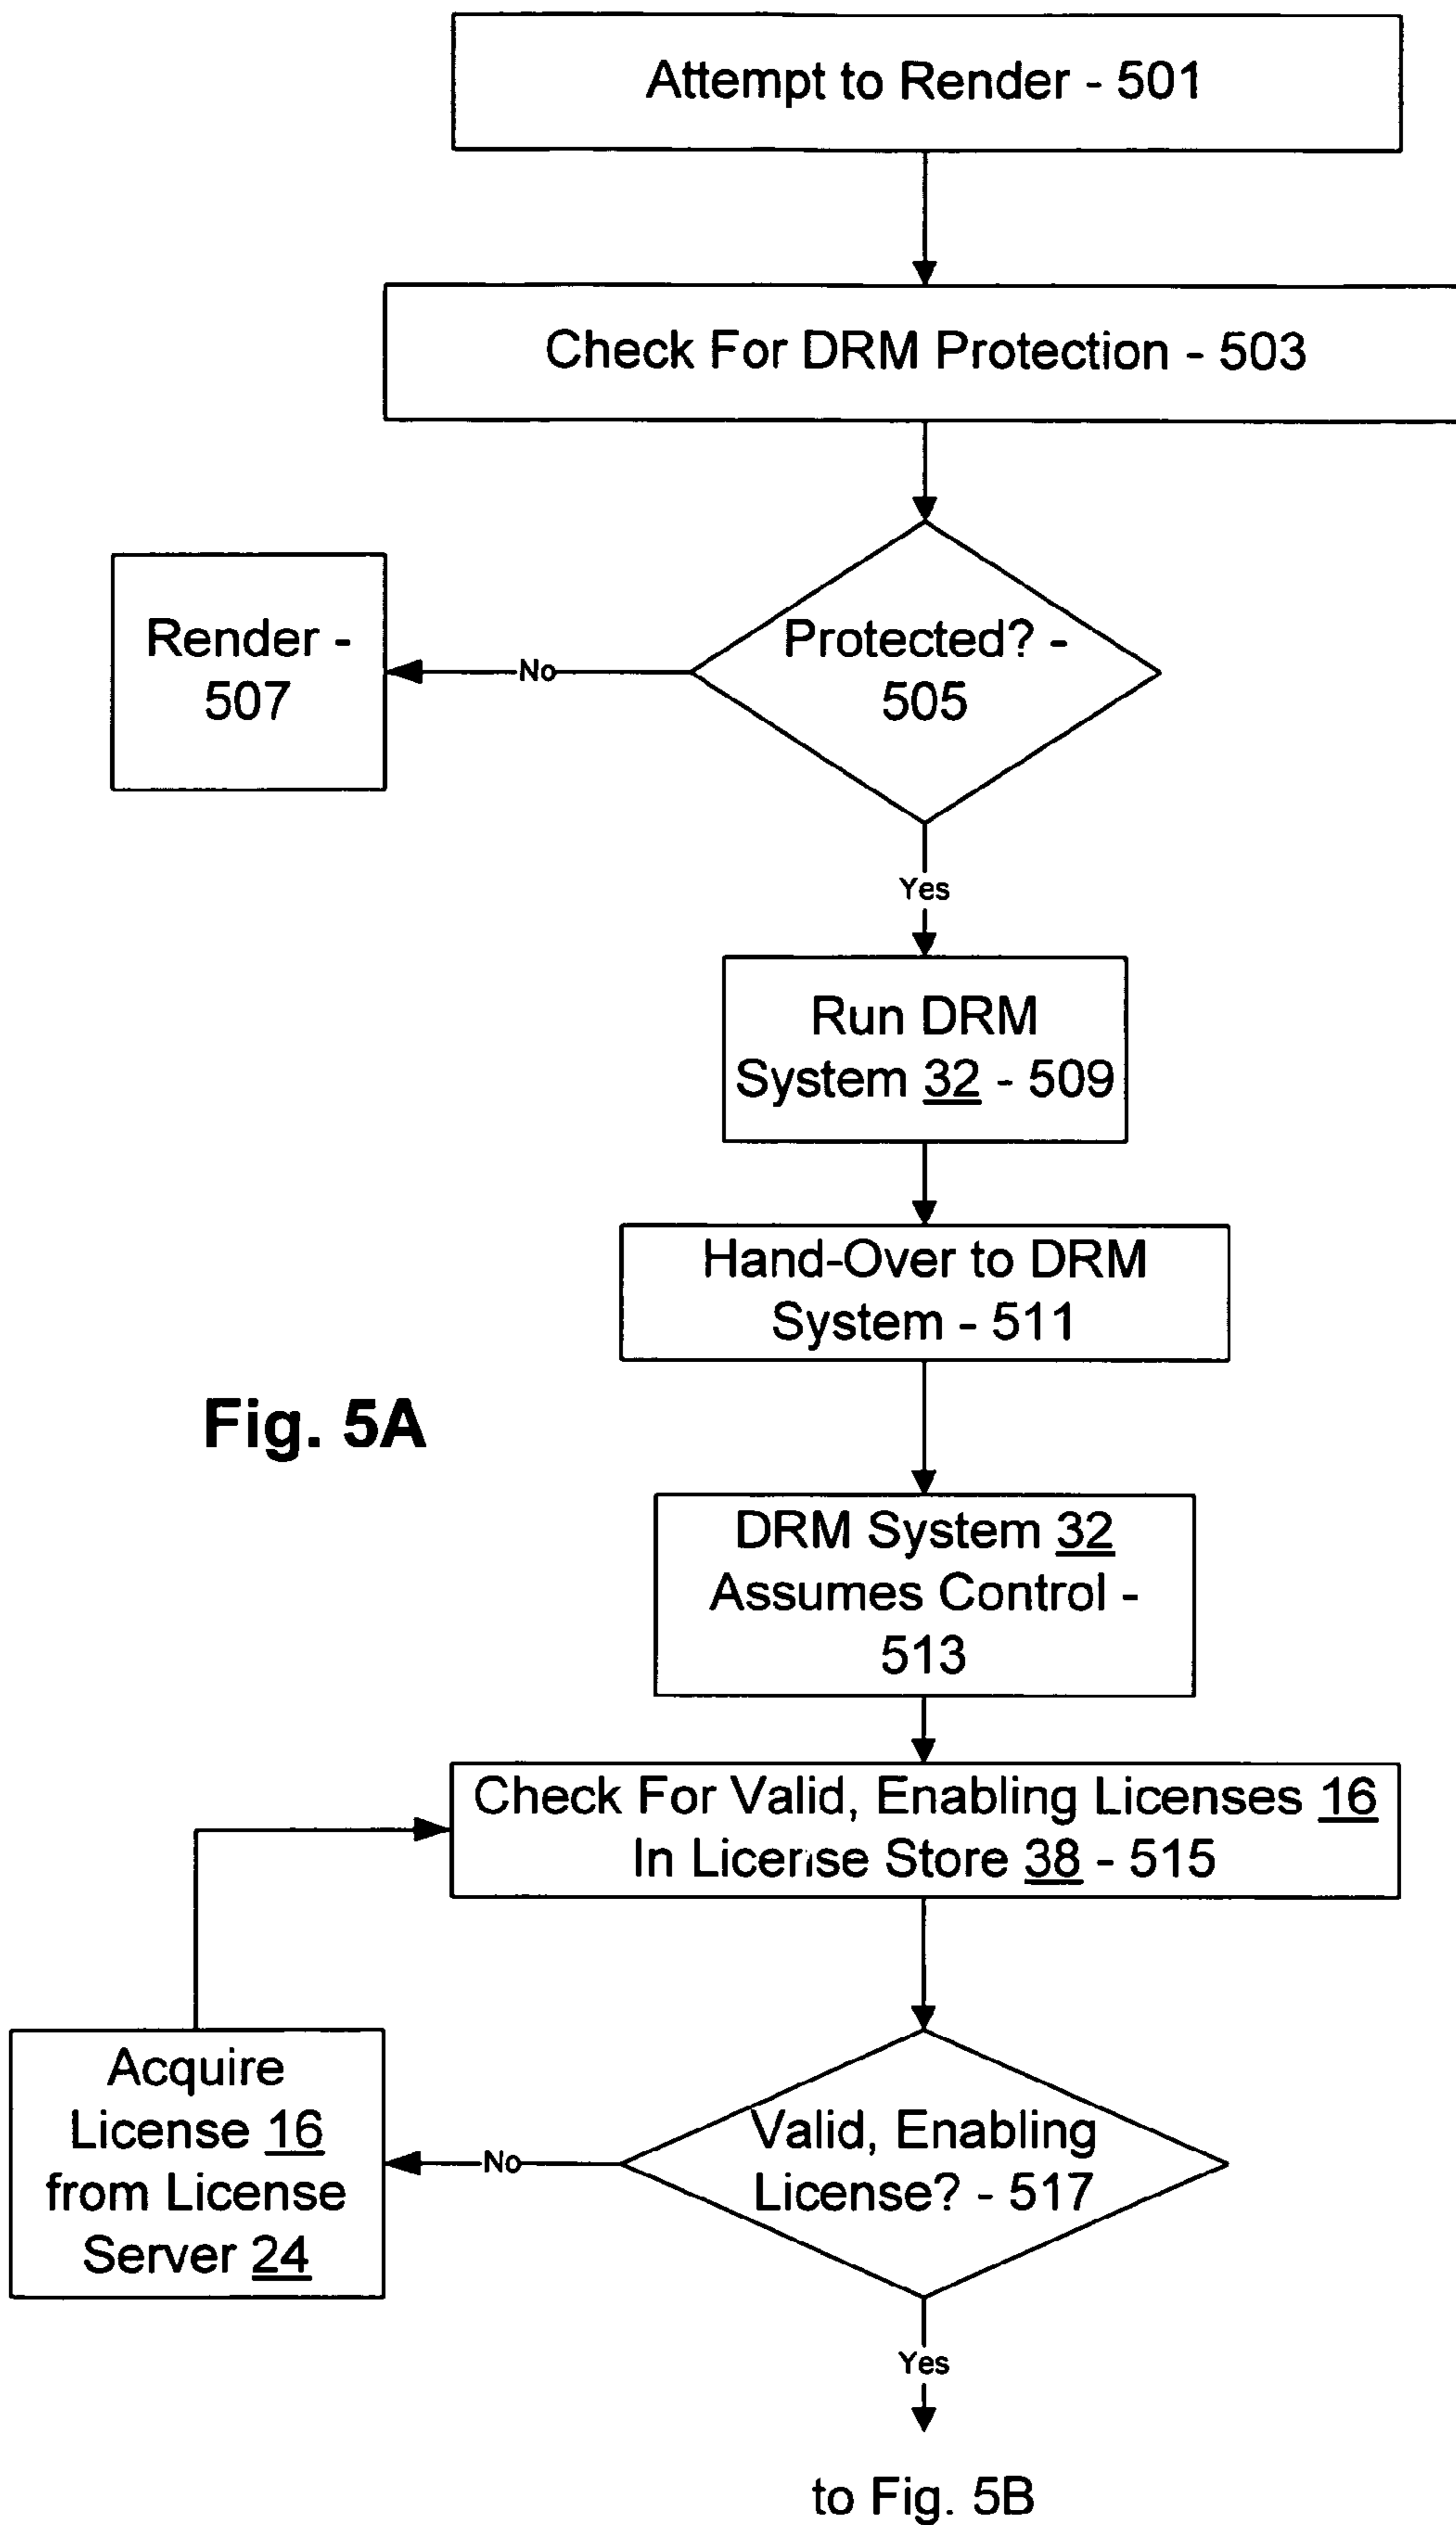 Attempt to Render - 501
Check For DRM Protection - 503
Protected? -
505
No
Render -
507
Yes
Run DRM
System 32 - 509
Hand-Over to DRM
System - 511
Fig. 5A
DRM System 32
Assumes Control -
513
Check For Valid, Enabling Licenses 16
In License Store 38 - 515
Valid, Enabling
License? - 517
No
Acquire
License 16
from License
Server 24
Yes
to Fig. 5B